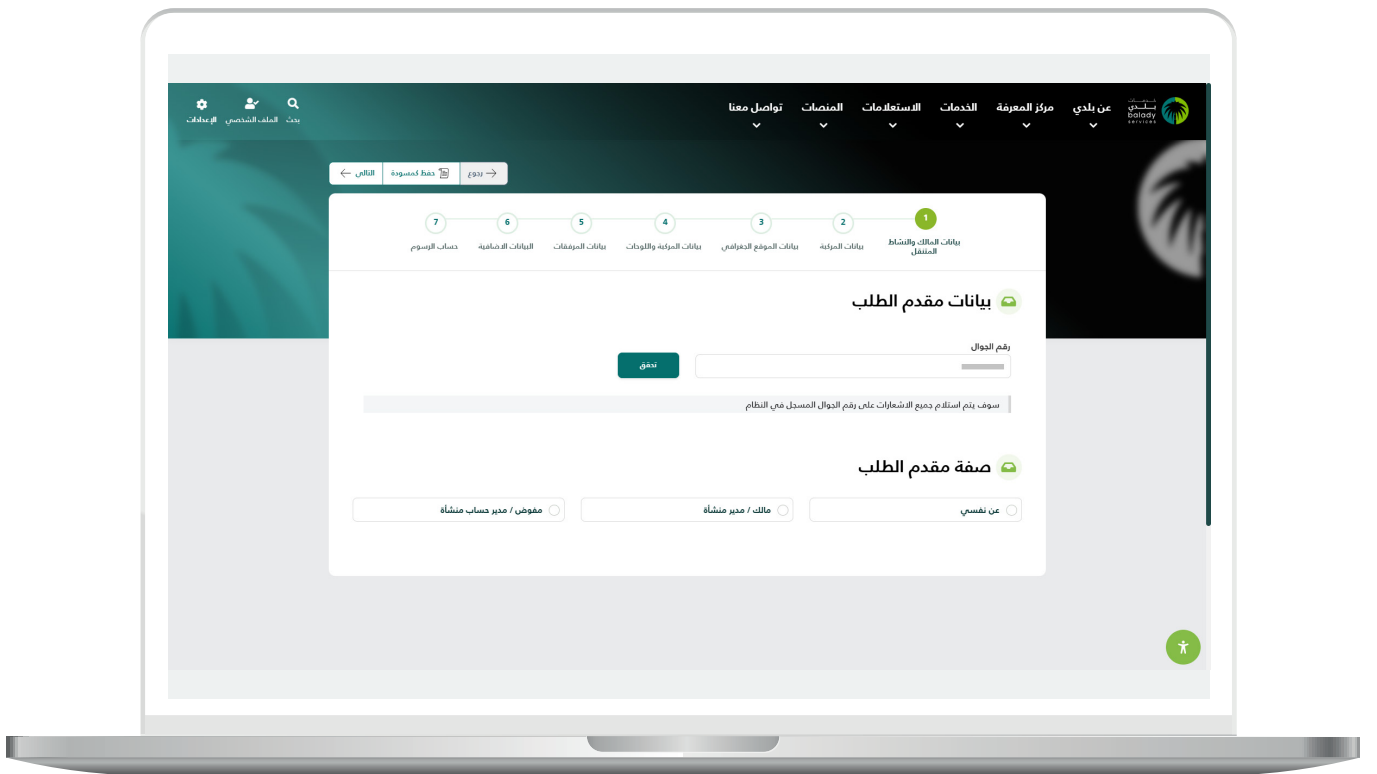 خدمات
بلدي
balady
services
عن بلدي
مركز المعرفة
الخدمات
الاستعلامات
المنصات
تواصل معنا
بحث
الملف الشخصي
الإعدادات
رجوع
حفظ كمسودة
التالي
1
بيانات المالك والنشاط
المتنقل
2
بيانات المركبة
3
بيانات الموقع الجغرافي
4
بيانات المركبة واللوحات
5
بيانات المرفقات
6
البيانات الاضافية
7
حساب الرسوم
بيانات مقدم الطلب
رقم الجوال
تحقق
سوف يتم استلام جميع الاشعارات على رقم الجوال المسجل في النظام
صفة مقدم الطلب
عن نفسي
مالك / مدير منشأة
مفوض / مدير حساب منشأة